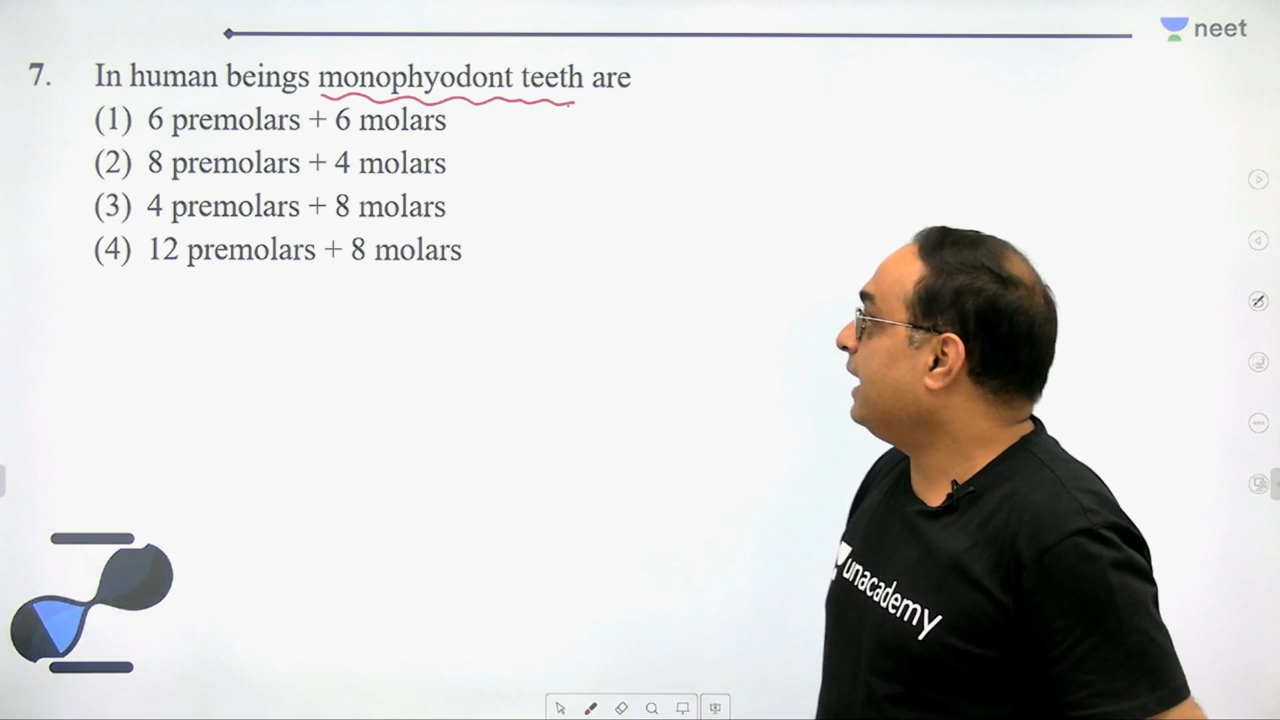 neet
7. In human beings monophyodont teeth are
(1) 6 premolars + 6 molars
(2) 8 premolars + 4 molars
(3) 4 premolars + 8 molars
(4) 12 premolars + 8 molars
unacademy